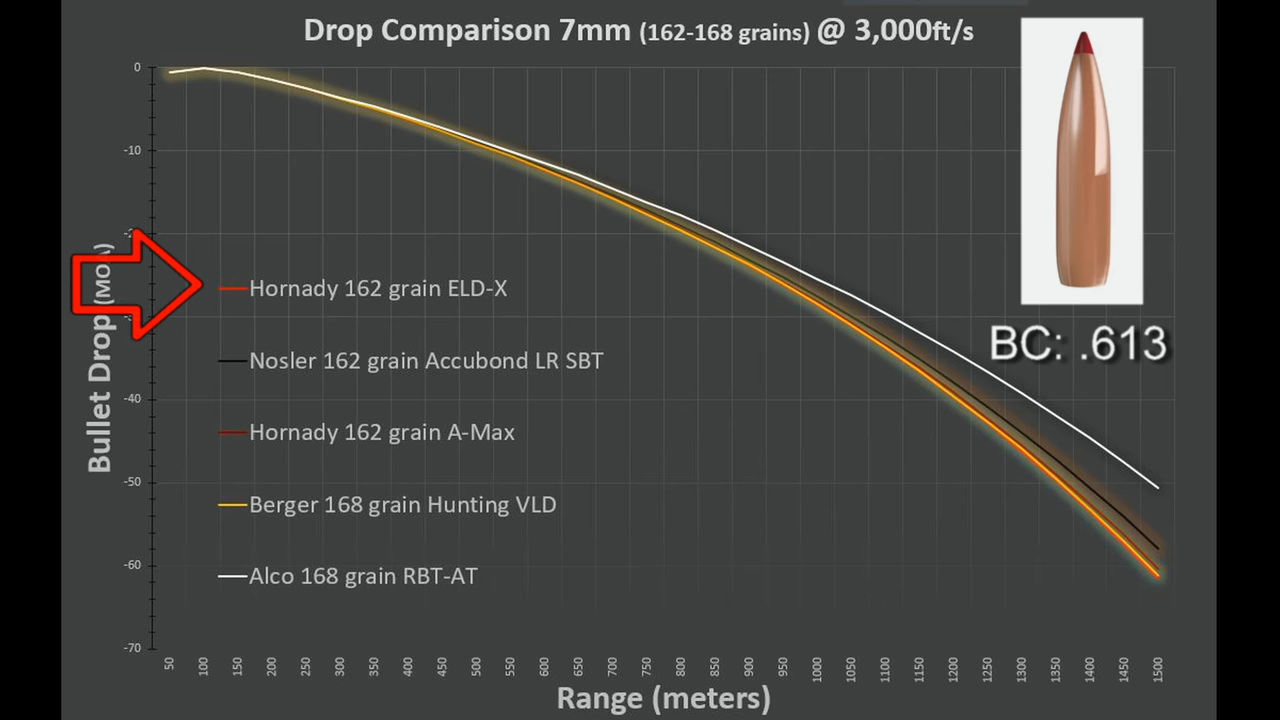 Drop Comparison 7mm (162-168 grains) @ 3,000ft/s
0
-10
-40
-50
-60
-70
Bullet Drop
Hornady 162 grain ELD-X
Nosler 162 grain Accubond LR SBT
Hornady 162 grain A-Max
Berger 168 grain Hunting VLD
Alco 168 grain RBT-AT
BC: .613
50 100 150 200 250 300 350 400 450 500 550 600 650 700 750 800 850 900 950 1000 1050 1100 1150 1200 1250 1300 1350 1400 1450 1500
Range (meters)